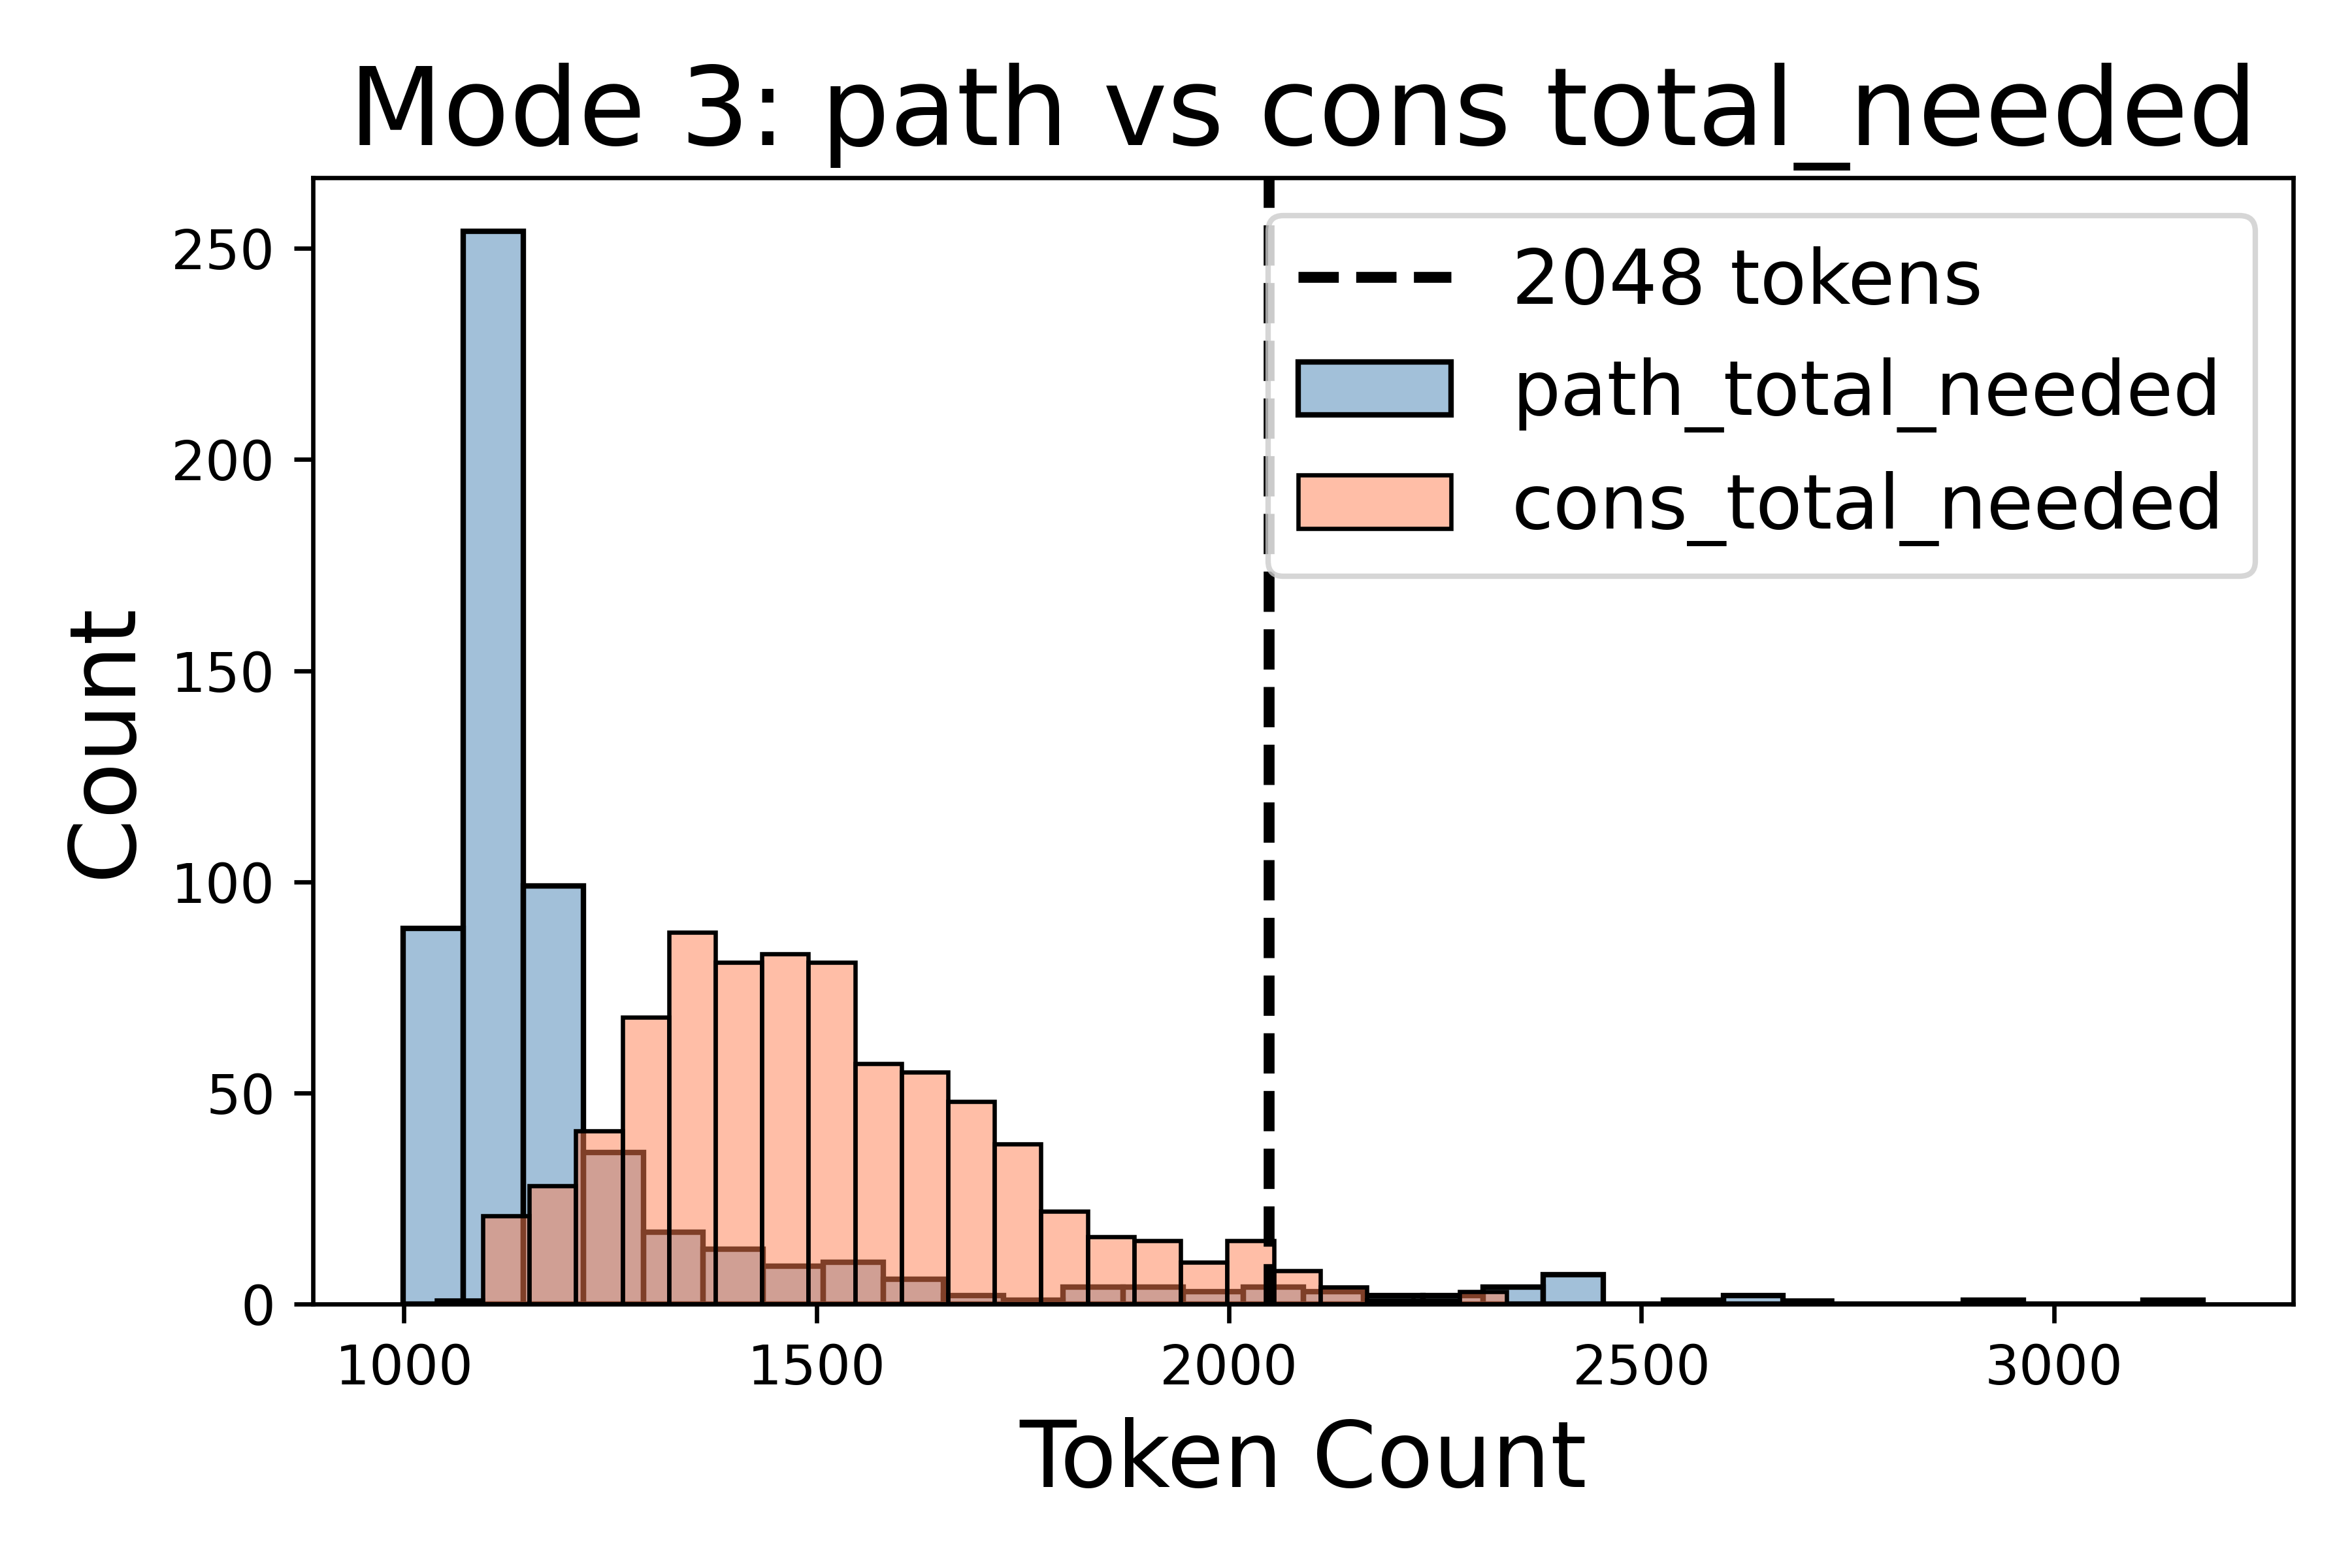 Mode 3: path vs cons total_needed
2048 tokens
path_total_needed
cons_total_needed
Count
250
200
150
100
50
0
1000
1500
2000
2500
3000
Token Count